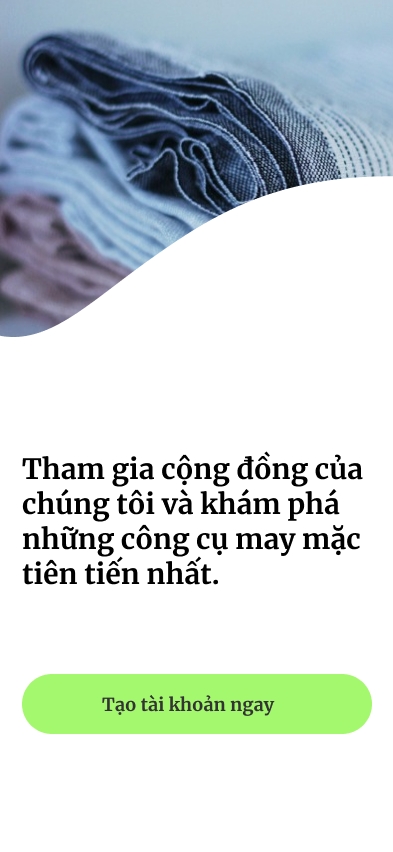 Tham gia cộng đồng của
chúng tôi và khám phá
những công cụ may mặc
tiên tiến nhất.
Tạo tài khoản ngay